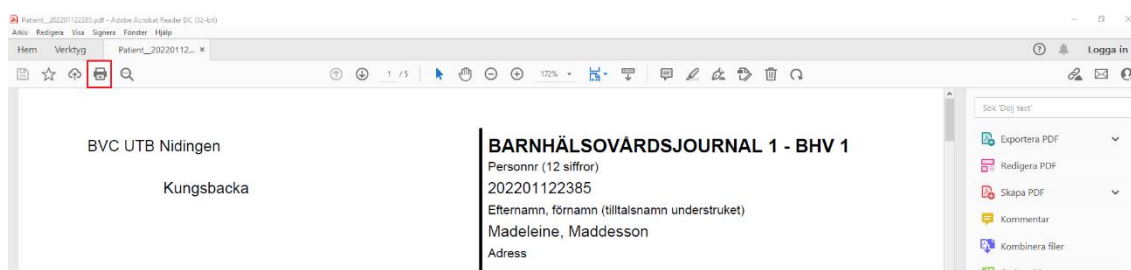 Patient__20220112385.pdf - Adobe Acrobat Reader DC (32-bit)
Arkiv Redigera Visa Signera Fönster Hjälp
Hem Verktyg Patient__20220112... × Logga in
1 / 5 172%
Sök 'Dölj text'
BVC UTB Nidingen
Kungsbacka
BARNHÄLSOVÅRDSJOURNAL 1 - BHV 1
Personnr (12 siffror)
202201122385
Efternamn, förnamn (tilltalsnamn understruket)
Madeleine, Maddesson
Adress
Exportera PDF
Redigera PDF
Skapa PDF
Kommentar
Kombinera filer